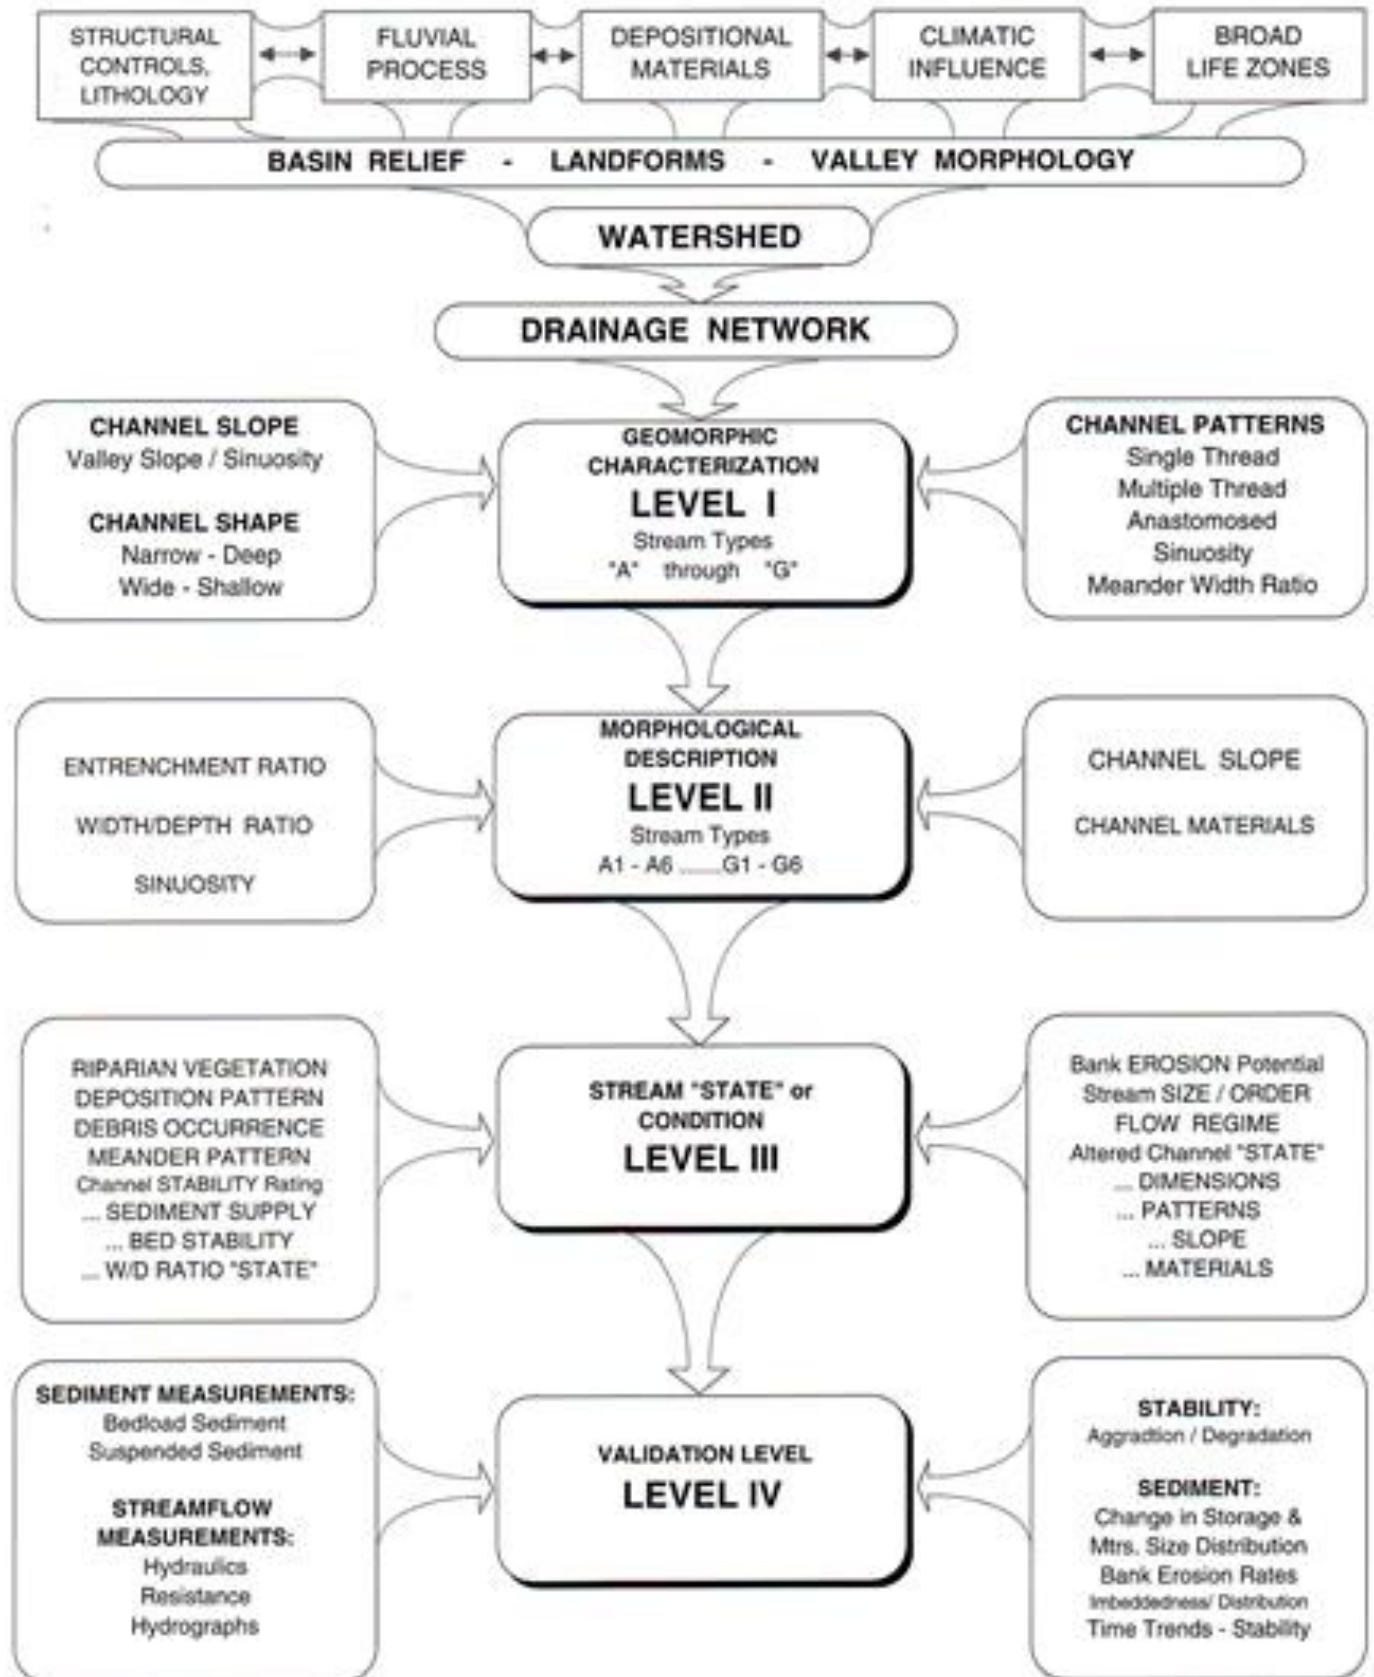 STRUCTURAL
CONTROLS,
LITHOLOGY
FLUVIAL
PROCESS
DEPOSITIONAL
MATERIALS
CLIMATIC
INFLUENCE
BROAD
LIFE ZONES
BASIN RELIEF - LANDFORMS - VALLEY MORPHOLOGY
WATERSHED
DRAINAGE NETWORK
CHANNEL SLOPE
Valley Slope / Sinuosity
CHANNEL SHAPE
Narrow - Deep
Wide - Shallow
GEOMORPHIC
CHARACTERIZATION
LEVEL I
Stream Types
"A" through "G"
CHANNEL PATTERNS
Single Thread
Multiple Thread
Anastomosed
Sinuosity
Meander Width Ratio
ENTRENCHMENT RATIO
WIDTH/DEPTH RATIO
SINUOSITY
MORPHOLOGICAL
DESCRIPTION
LEVEL II
Stream Types
A1 - A6 ......G1 - G6
CHANNEL SLOPE
CHANNEL MATERIALS
RIPARIAN VEGETATION
DEPOSITION PATTERN
DEBRIS OCCURRENCE
MEANDER PATTERN
Channel STABILITY Rating
... SEDIMENT SUPPLY
... BED STABILITY
... W/D RATIO "STATE"
STREAM "STATE" or
CONDITION
LEVEL III
Bank EROSION Potential
Stream SIZE / ORDER
FLOW REGIME
Altered Channel "STATE"
... DIMENSIONS
... PATTERNS
... SLOPE
... MATERIALS
SEDIMENT MEASUREMENTS:
Bedload Sediment
Suspended Sediment
STREAMFLOW
MEASUREMENTS:
Hydraulics
Resistance
Hydrographs
VALIDATION LEVEL
LEVEL IV
STABILITY:
Aggradtion / Degradation
SEDIMENT:
Change in Storage &
Mtrs. Size Distribution
Bank Erosion Rates
Imbeddedness/ Distribution
Time Trends - Stability